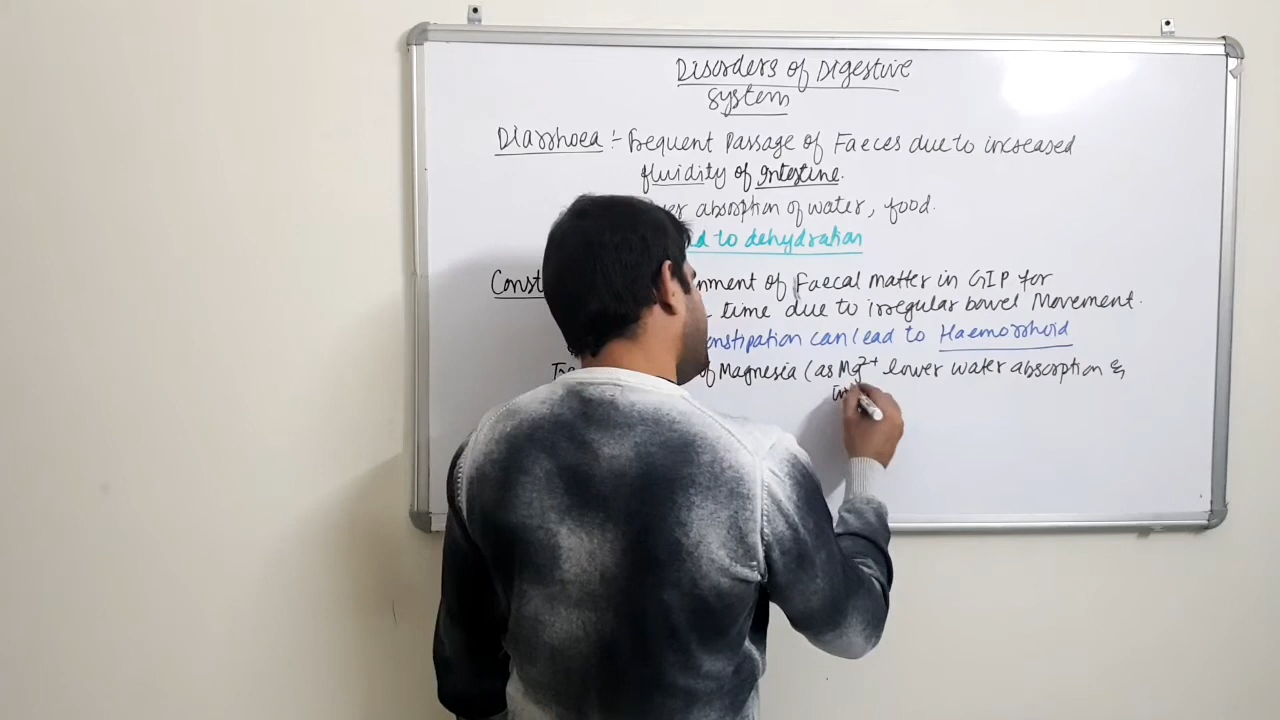 Disorders of Digestive
System
Diarrhoea :- Frequent Passage of Faeces due to increased
fluidity of Intestine.
absorption of water, food.
to dehydration
of Faecal matter in GIP for
time due to irregular bowel Movement.
can lead to Haemorrhoid
of Magnesia (as Mg2+ lower water absorption &